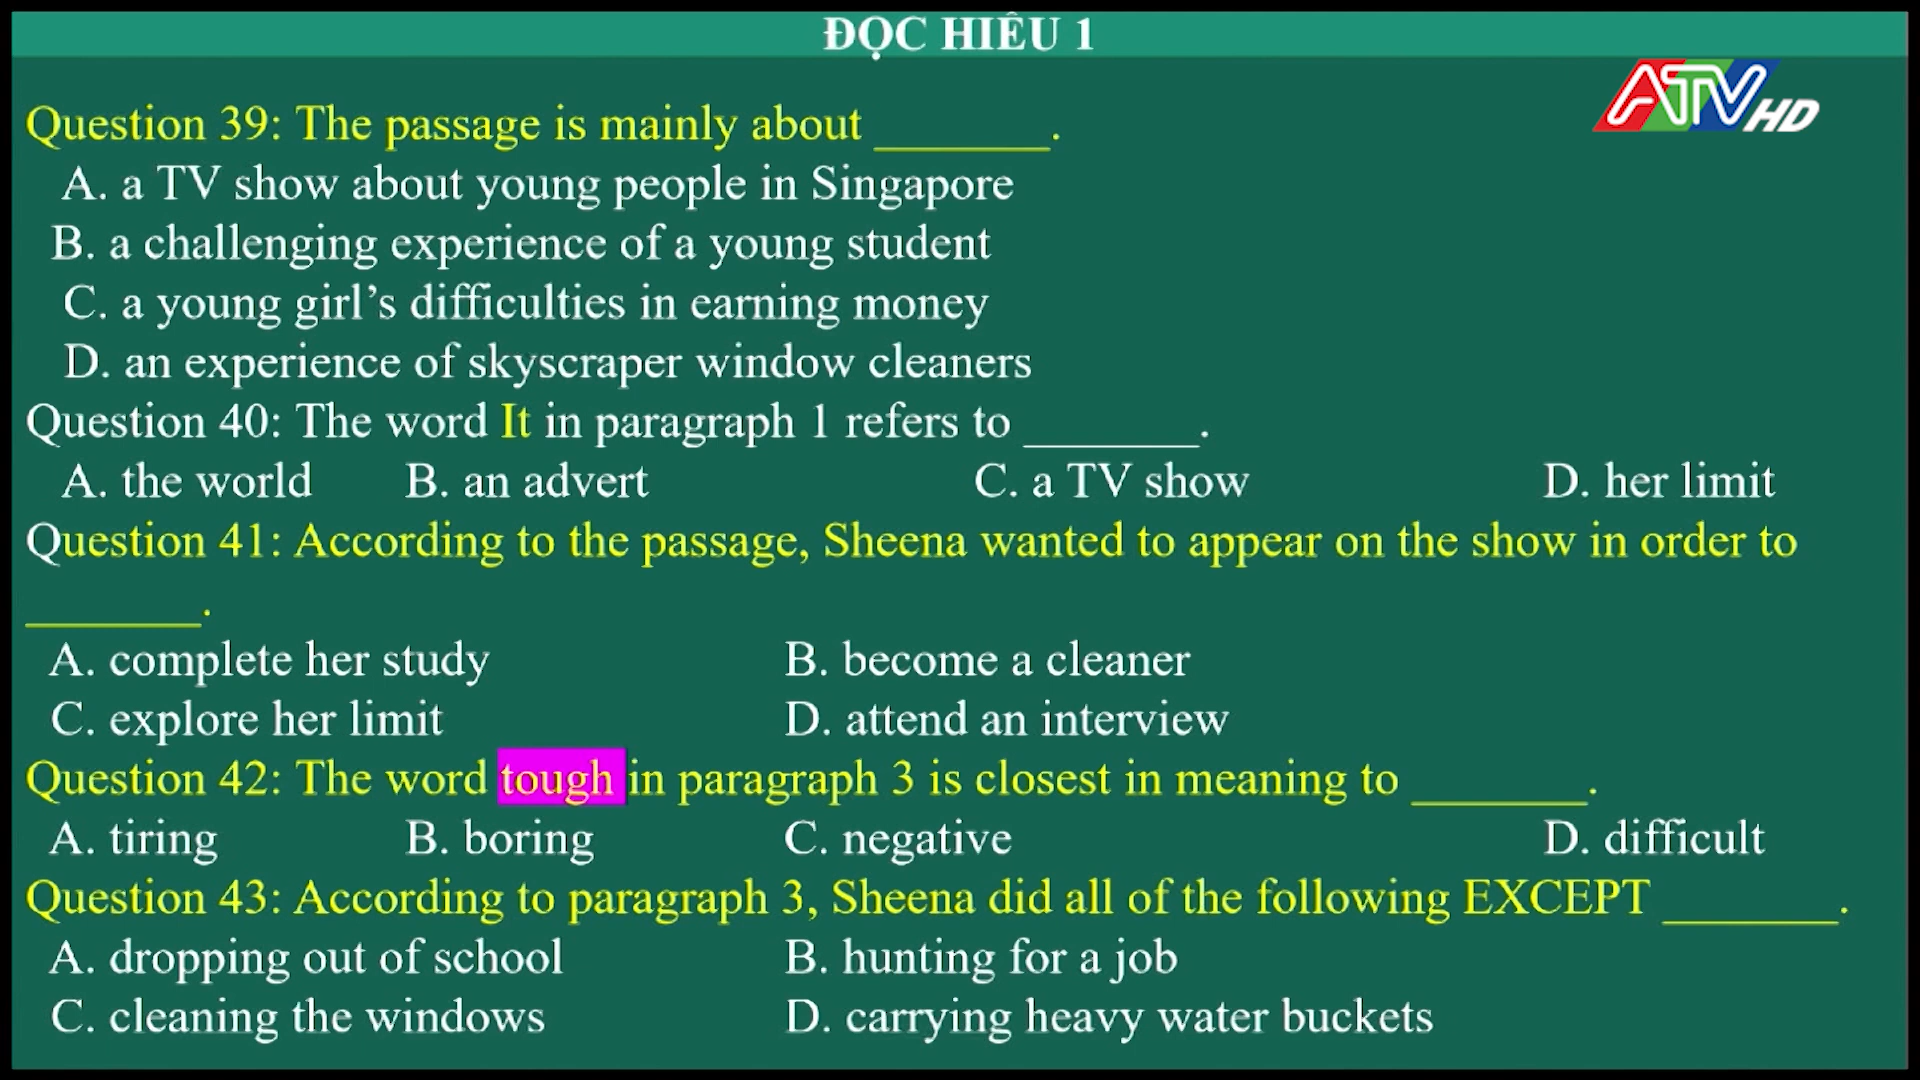 ĐỌC HIỂU 1
ATVHD
Question 39: The passage is mainly about _______.
A. a TV show about young people in Singapore
B. a challenging experience of a young student
C. a young girl’s difficulties in earning money
D. an experience of skyscraper window cleaners
Question 40: The word It in paragraph 1 refers to _______.
A. the world B. an advert C. a TV show D. her limit
Question 41: According to the passage, Sheena wanted to appear on the show in order to
_______.
A. complete her study B. become a cleaner
C. explore her limit D. attend an interview
Question 42: The word tough in paragraph 3 is closest in meaning to _______.
A. tiring B. boring C. negative D. difficult
Question 43: According to paragraph 3, Sheena did all of the following EXCEPT _______.
A. dropping out of school B. hunting for a job
C. cleaning the windows D. carrying heavy water buckets